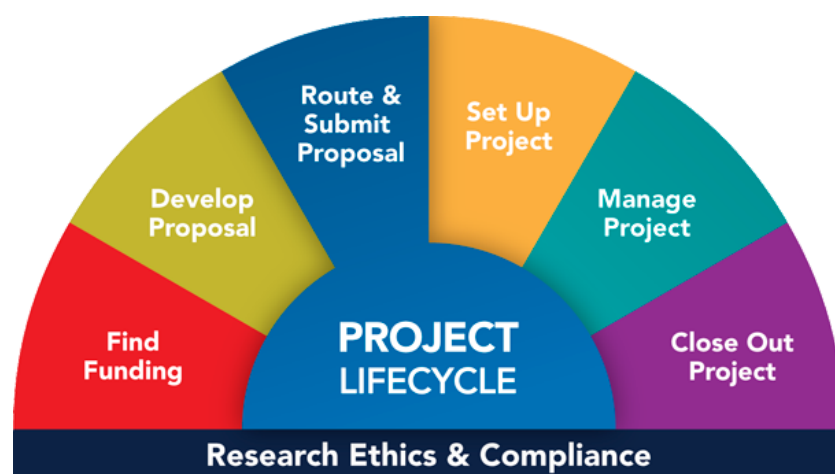 Find
Funding
Develop
Proposal
Route &
Submit
Proposal
Set Up
Project
Manage
Project
Close Out
Project
PROJECT
LIFECYCLE
Research Ethics & Compliance